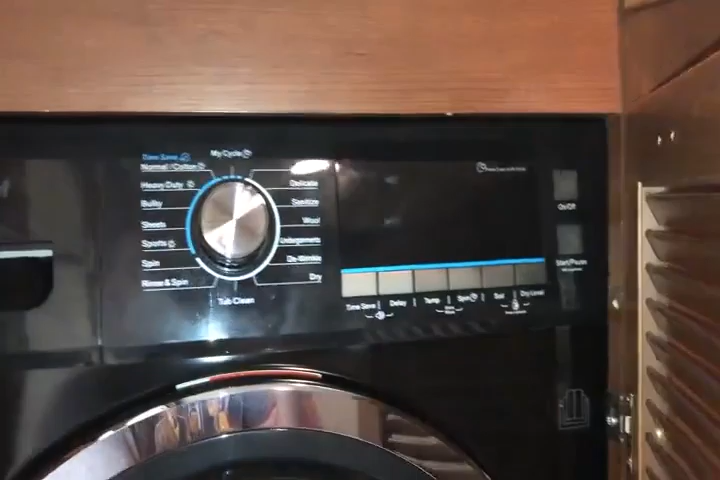 Time Save
My Cycle
Normal / Cotton
Heavy Duty
Bulky
Sheets
Sports
Spin
Rinse & Spin
Tub Clean
Delicate
Sanitize
Wool
Undergarments
De-Wrinkle
Dry
On/Off
Start/Pause
Time Save Delay Temp Spin Soil Dry Level